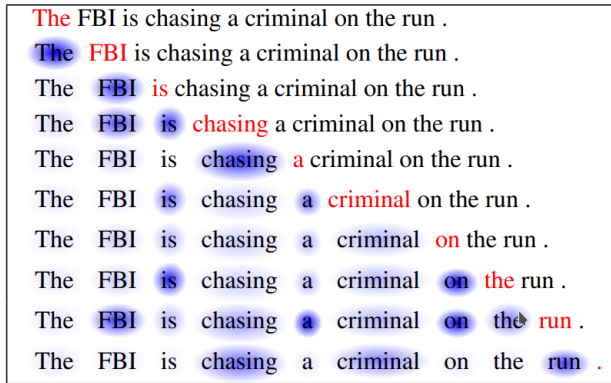 The FBI is chasing a criminal on the run .
The FBI is chasing a criminal on the run .
The FBI is chasing a criminal on the run .
The FBI is chasing a criminal on the run .
The FBI is chasing a criminal on the run .
The FBI is chasing a criminal on the run .
The FBI is chasing a criminal on the run .
The FBI is chasing a criminal on the run .
The FBI is chasing a criminal on the run .
The FBI is chasing a criminal on the run .